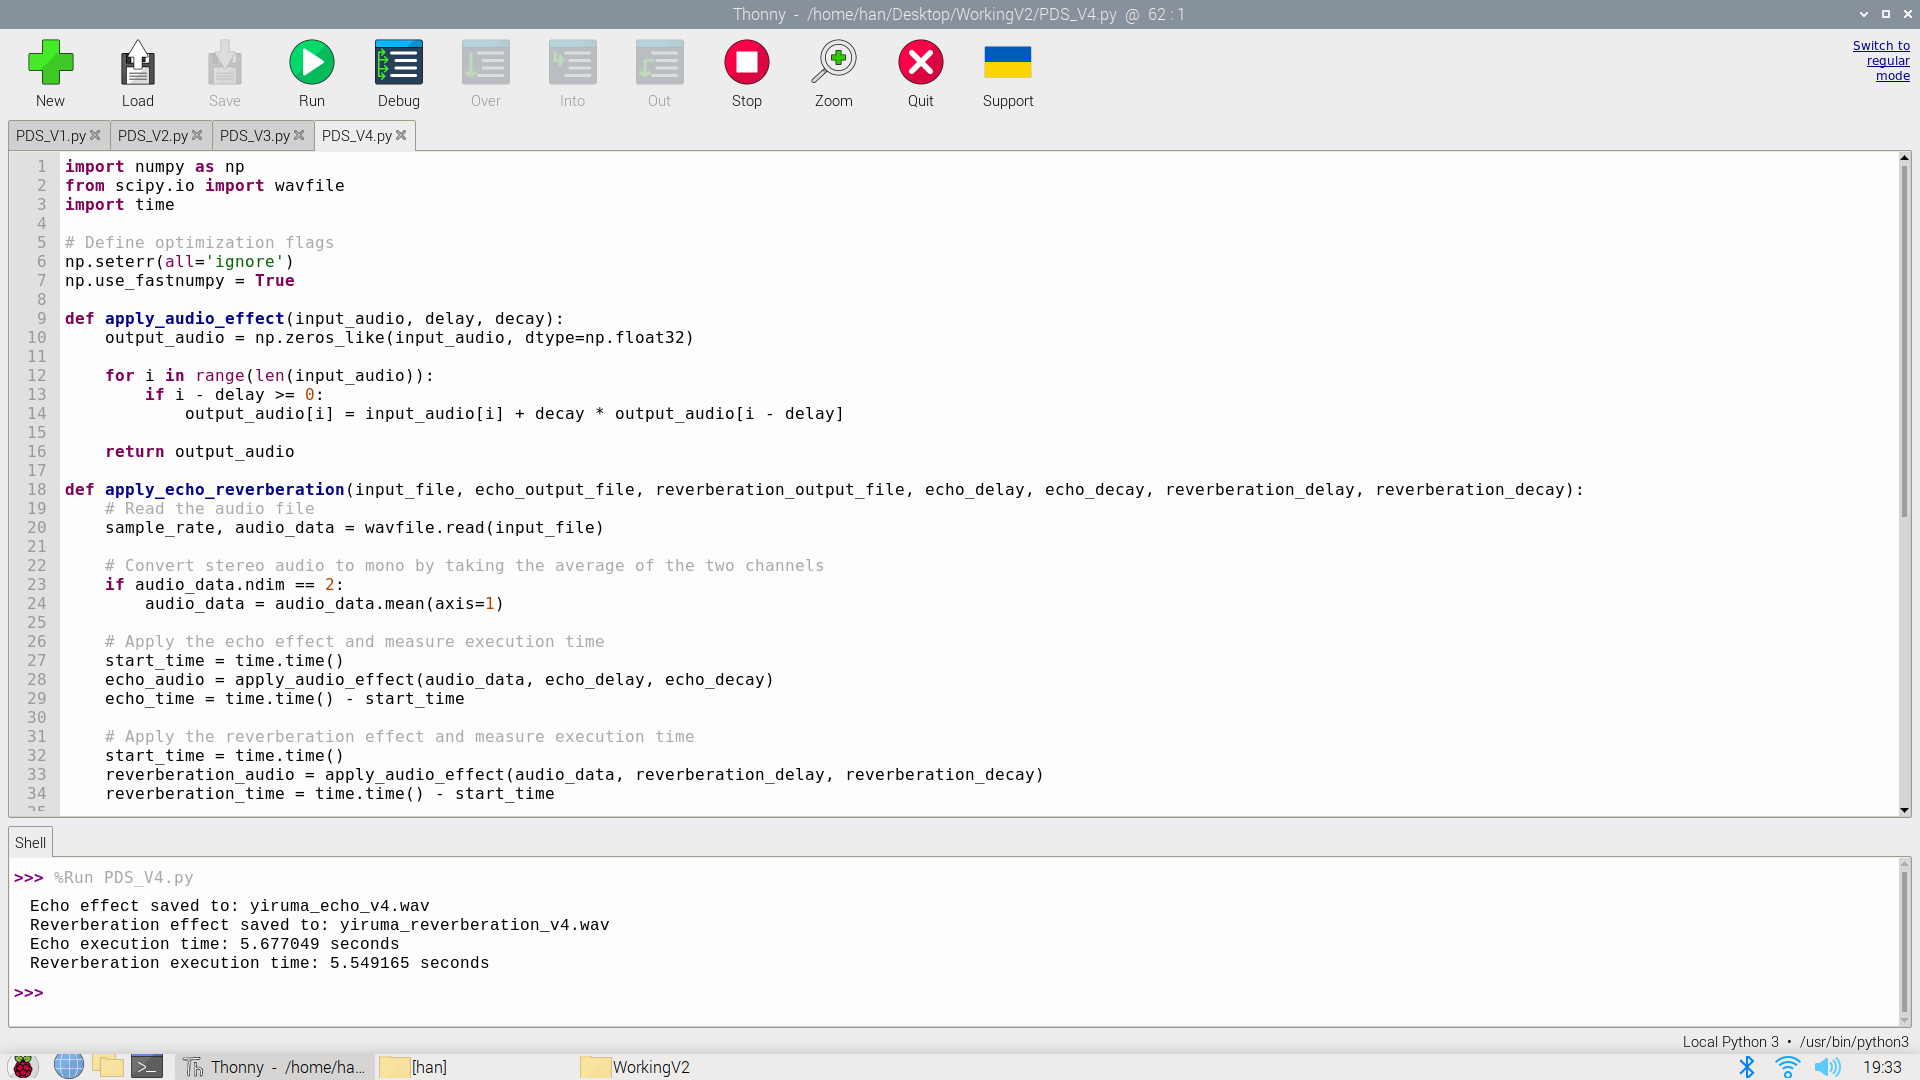 Thonny - /home/han/Desktop/WorkingV2/PDS_V4.py @ 62 : 1
New
Load
Save
Run
Debug
Over
Into
Out
Stop
Zoom
Quit
Support
Switch to
regular
mode
PDS_V1.py
PDS_V2.py
PDS_V3.py
PDS_V4.py
1 import numpy as np
2 from scipy.io import wavfile
3 import time
4
5 # Define optimization flags
6 np.seterr(all='ignore')
7 np.use_fastnumpy = True
8
9 def apply_audio_effect(input_audio, delay, decay):
10     output_audio = np.zeros_like(input_audio, dtype=np.float32)
11
12     for i in range(len(input_audio)):
13         if i - delay >= 0:
14             output_audio[i] = input_audio[i] + decay * output_audio[i - delay]
15
16     return output_audio
17
18 def apply_echo_reverberation(input_file, echo_output_file, reverberation_output_file, echo_delay, echo_decay, reverberation_delay, reverberation_decay):
19     # Read the audio file
20     sample_rate, audio_data = wavfile.read(input_file)
21
22     # Convert stereo audio to mono by taking the average of the two channels
23     if audio_data.ndim == 2:
24         audio_data = audio_data.mean(axis=1)
25
26     # Apply the echo effect and measure execution time
27     start_time = time.time()
28     echo_audio = apply_audio_effect(audio_data, echo_delay, echo_decay)
29     echo_time = time.time() - start_time
30
31     # Apply the reverberation effect and measure execution time
32     start_time = time.time()
33     reverberation_audio = apply_audio_effect(audio_data, reverberation_delay, reverberation_decay)
34     reverberation_time = time.time() - start_time
35
Shell
>>> %Run PDS_V4.py
Echo effect saved to: yiruma_echo_v4.wav
Reverberation effect saved to: yiruma_reverberation_v4.wav
Echo execution time: 5.677049 seconds
Reverberation execution time: 5.549165 seconds
>>>
Local Python 3 • /usr/bin/python3
Thonny - /home/ha...
[han]
WorkingV2
19:33